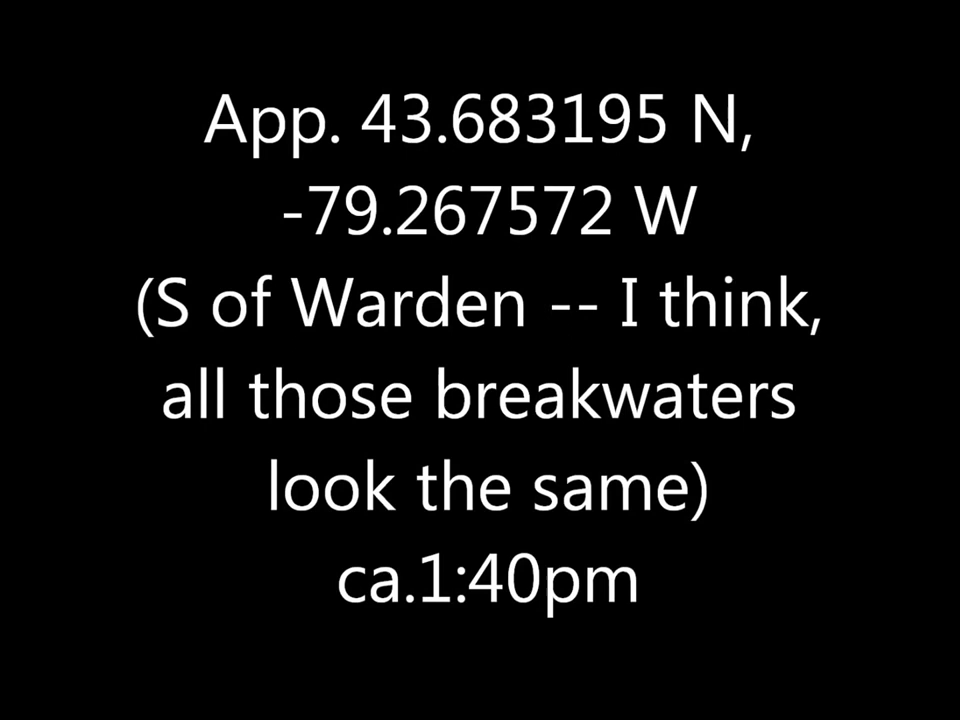 App. 43.683195 N,
-79.267572 W
(S of Warden -- I think,
all those breakwaters
look the same)
ca.1:40pm